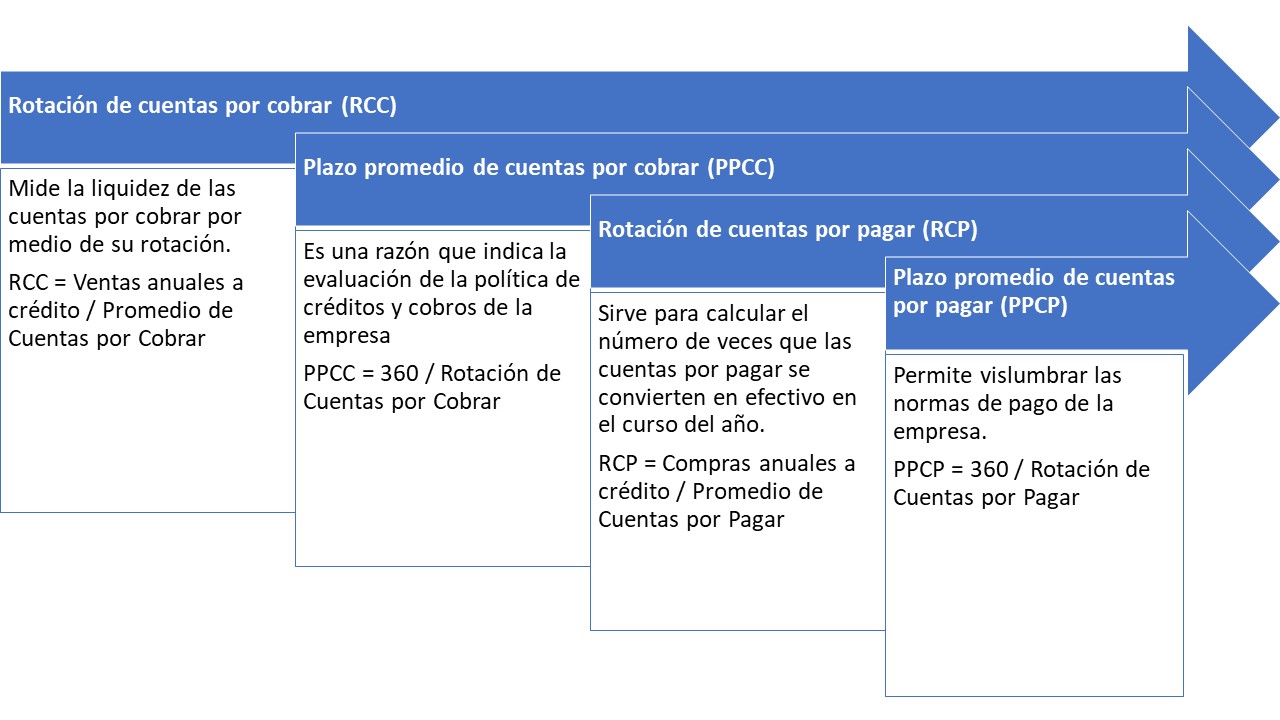 Rotación de cuentas por cobrar (RCC)
Mide la liquidez de las
cuentas por cobrar por
medio de su rotación.
RCC = Ventas anuales a
crédito / Promedio de
Cuentas por Cobrar
Plazo promedio de cuentas por cobrar (PPCC)
Es una razón que indica la
evaluación de la política de
créditos y cobros de la
empresa
PPCC = 360 / Rotación de
Cuentas por Cobrar
Rotación de cuentas por pagar (RCP)
Sirve para calcular el
número de veces que las
cuentas por pagar se
convierten en efectivo en
el curso del año.
RCP = Compras anuales a
crédito / Promedio de
Cuentas por Pagar
Plazo promedio de cuentas
por pagar (PPCP)
Permite vislumbrar las
normas de pago de la
empresa.
PPCP = 360 / Rotación de
Cuentas por Pagar